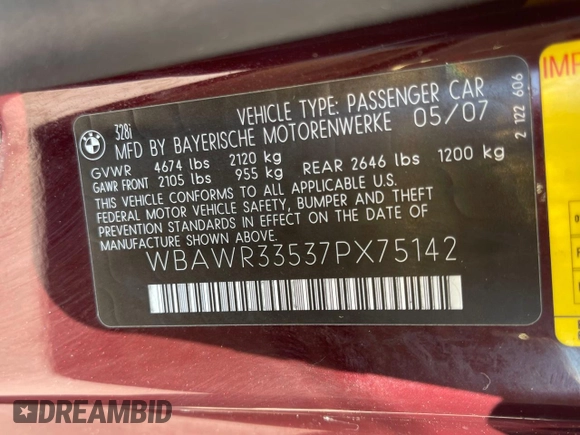 328i
VEHICLE TYPE: PASSENGER CAR
MFD BY BAYERISCHE MOTORENWERKE 05/07
GVWR 4674 lbs 2120 kg
GAWR FRONT 2105 lbs 955 kg REAR 2646 lbs 1200 kg
THIS VEHICLE CONFORMS TO ALL APPLICABLE U.S.
FEDERAL MOTOR VEHICLE SAFETY, BUMPER AND THEFT
PREVENTION STANDARDS IN EFFECT ON THE DATE OF
MANUFACTURE SHOWN ABOVE.
WBAWR33537PX75142
2 122 606
BMW
IMP
DREAMBID